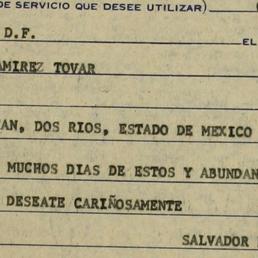 DE SERVICIO QUE DESEE UTILIZAR)
D.F.
EL
AMIREZ TOVAR
AN, DOS RIOS, ESTADO DE MEXICO
MUCHOS DIAS DE ESTOS Y ABUNDAN
DESEATE CARIÑOSAMENTE
SALVADOR